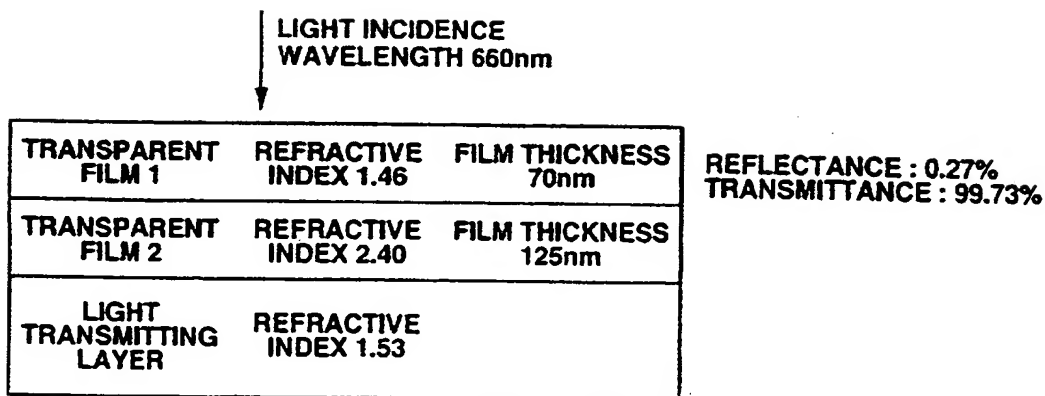 LIGHT INCIDENCE
WAVELENGTH 660nm
TRANSPARENT FILM 1
REFRACTIVE INDEX 1.46
FILM THICKNESS 70nm
REFLECTANCE : 0.27%
TRANSMITTANCE : 99.73%
TRANSPARENT FILM 2
REFRACTIVE INDEX 2.40
FILM THICKNESS 125nm
LIGHT TRANSMITTING LAYER
REFRACTIVE INDEX 1.53